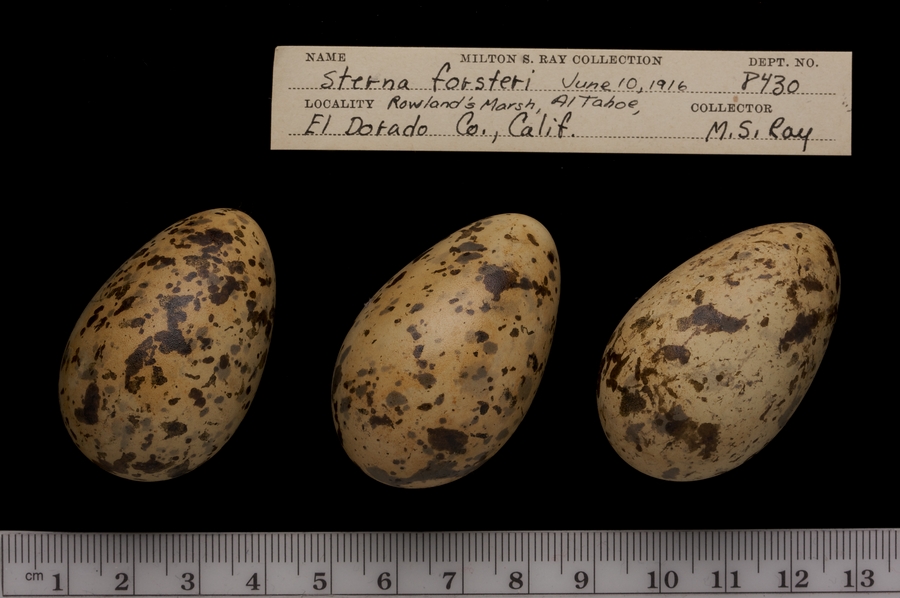 NAME MILTON S. RAY COLLECTION DEPT. NO.
Sterna forsteri June 10, 1916 8430
LOCALITY Rowland's Marsh, Al Tahoe, COLLECTOR
El Dorado Co., Calif. M.S. Ray
cm 1 2 3 4 5 6 7 8 9 10 11 12 13